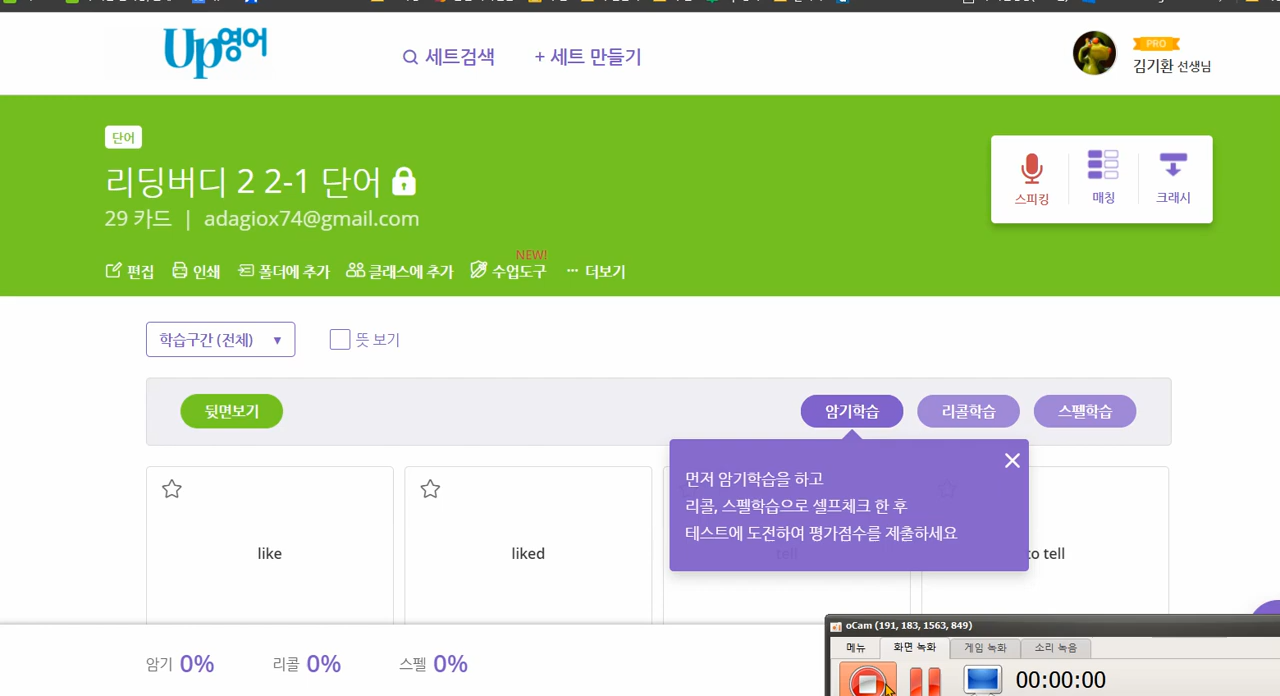 Up영어
세트검색
+ 세트 만들기
PRO
김기환 선생님
단어
리딩버디 2 2-1 단어
29 카드 | adagiox74@gmail.com
스피킹
매칭
크래시
NEW!
편집
인쇄
폴더에 추가
클래스에 추가
수업도구
··· 더보기
학습구간 (전체) ▼
뜻 보기
뒷면보기
암기학습
리콜학습
스펠학습
먼저 암기학습을 하고
리콜, 스펠학습으로 셀프체크 한 후
테스트에 도전하여 평가점수를 제출하세요
like
liked
tell
to tell
암기 0%
리콜 0%
스펠 0%
oCam (191, 183, 1563, 849)
메뉴
화면 녹화
게임 녹화
소리 녹음
00:00:00